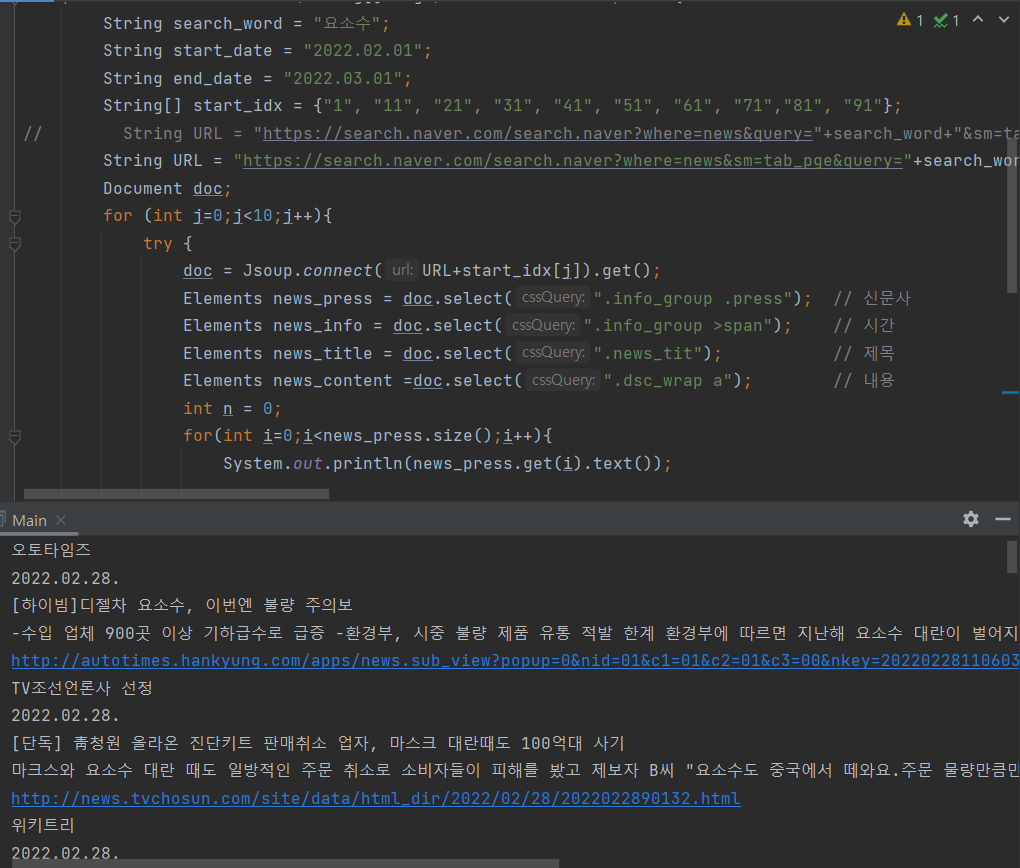 String search_word = "요소수";
1 1
String start_date = "2022.02.01";
String end_date = "2022.03.01";
String[] start_idx = {"1", "11", "21", "31", "41", "51", "61", "71","81", "91"};
// String URL = "https://search.naver.com/search.naver?where=news&query="+search_word+"&sm=ta
String URL = "https://search.naver.com/search.naver?where=news&sm=tab_pge&query="+search_wor
Document doc;
for (int j=0;j<10;j++){
try {
doc = Jsoup.connect( url: URL+start_idx[j]).get();
Elements news_press = doc.select( cssQuery: ".info_group .press"); // 신문사
Elements news_info = doc.select( cssQuery: ".info_group >span"); // 시간
Elements news_title = doc.select( cssQuery: ".news_tit"); // 제목
Elements news_content =doc.select( cssQuery: ".dsc_wrap a"); // 내용
int n = 0;
for(int i=0;i<news_press.size();i++){
System.out.println(news_press.get(i).text());
Main
오토타임즈
2022.02.28.
[하이빔]디젤차 요소수, 이번엔 불량 주의보
-수입 업체 900곳 이상 기하급수로 급증 -환경부, 시중 불량 제품 유통 적발 한계 환경부에 따르면 지난해 요소수 대란이 벌어지
http://autotimes.hankyung.com/apps/news.sub_view?popup=0&nid=01&c1=01&c2=01&c3=00&nkey=20220228110603
TV조선언론사 선정
2022.02.28.
[단독] 靑청원 올라온 진단키트 판매취소 업자, 마스크 대란때도 100억대 사기
마크스와 요소수 대란 때도 일방적인 주문 취소로 소비자들이 피해를 봤고 제보자 B씨 "요소수도 중국에서 떼와요.주문 물량만큼만
http://news.tvchosun.com/site/data/html_dir/2022/02/28/2022022890132.html
위키트리
2022.02.28.